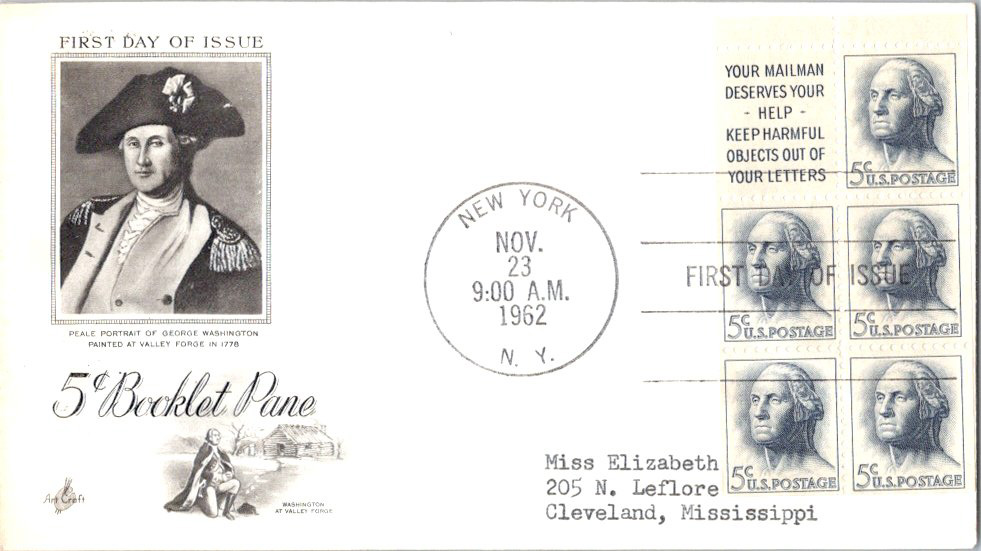 FIRST DAY OF ISSUE
PEALE PORTRAIT OF GEORGE WASHINGTON
PAINTED AT VALLEY FORGE IN 1778
5¢ Booklet Pane
WASHINGTON
AT VALLEY FORGE
Art Craft
NEW YORK
NOV.
23
9:00 A.M.
1962
N. Y.
YOUR MAILMAN
DESERVES YOUR
- HELP -
KEEP HARMFUL
OBJECTS OUT OF
YOUR LETTERS
5¢ U.S. POSTAGE
FIRST DAY OF ISSUE
5¢ U.S. POSTAGE
5¢ U.S. POSTAGE
5¢ U.S. POSTAGE
5¢ U.S. POSTAGE
Miss Elizabeth
205 N. Leflore
Cleveland, Mississippi